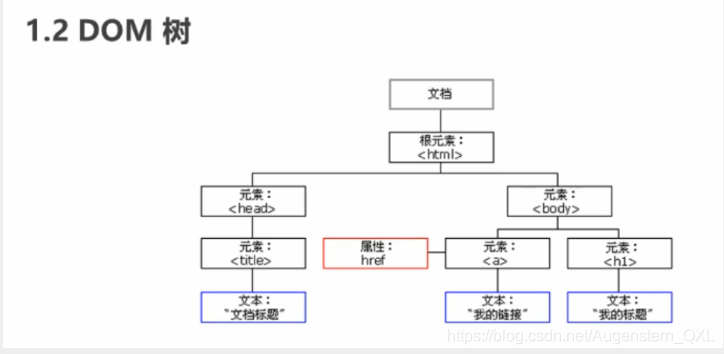 1.2 DOM 树
文档
根元素：
<html>
元素：
<head>
元素：
<body>
元素：
<title>
属性：
href
元素：
<a>
元素：
<h1>
文本：
“文档标题”
文本：
“我的链接”
文本：
“我的标题”
https://blog.csdn.net/Augenstern_QXL